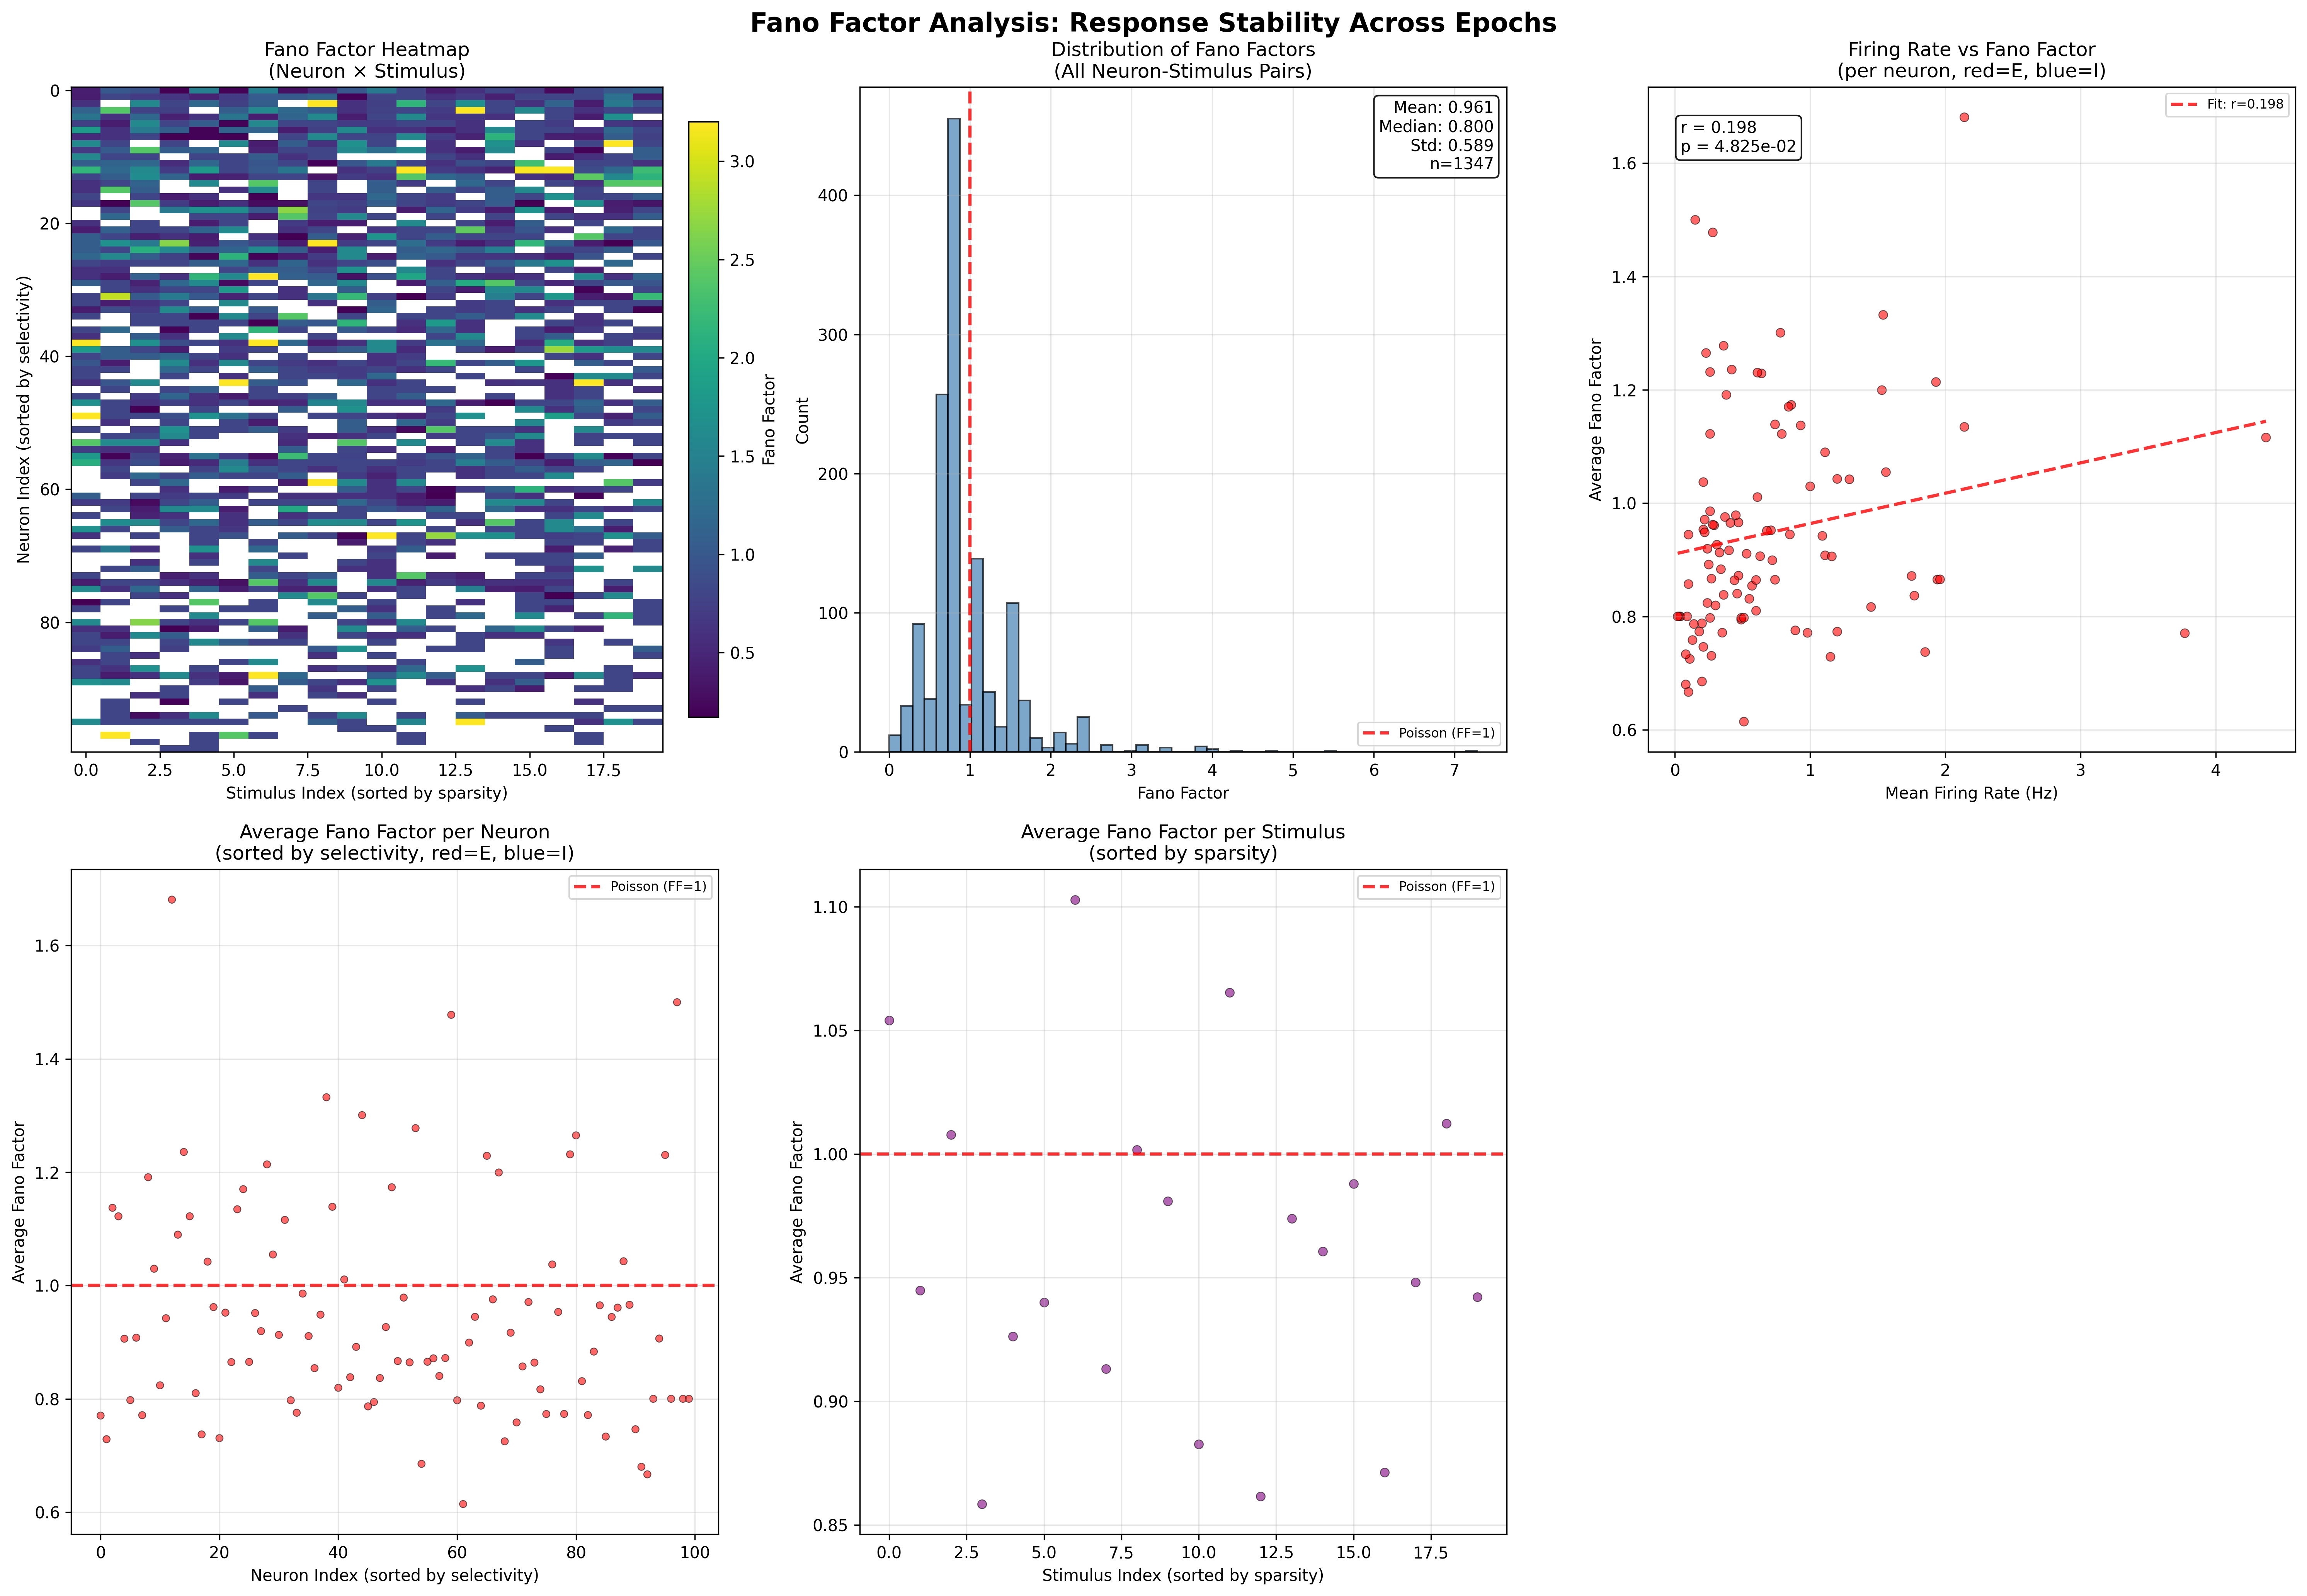 Fano Factor Analysis: Response Stability Across Epochs
Fano Factor Heatmap
(Neuron × Stimulus)
0
20
40
60
80
Neuron Index (sorted by selectivity)
0.0
2.5
5.0
7.5
10.0
12.5
15.0
17.5
Stimulus Index (sorted by sparsity)
3.0
2.5
2.0
1.5
1.0
0.5
Fano Factor
Distribution of Fano Factors
(All Neuron-Stimulus Pairs)
Mean: 0.961
Median: 0.800
Std: 0.589
n=1347
400
300
200
100
0
Count
Poisson (FF=1)
0
1
2
3
4
5
6
7
Fano Factor
Firing Rate vs Fano Factor
(per neuron, red=E, blue=I)
Fit: r=0.198
r = 0.198
p = 4.825e-02
1.6
1.4
1.2
1.0
0.8
0.6
Average Fano Factor
0
1
2
3
4
Mean Firing Rate (Hz)
Average Fano Factor per Neuron
(sorted by selectivity, red=E, blue=I)
Poisson (FF=1)
1.6
1.4
1.2
1.0
0.8
0.6
Average Fano Factor
0
20
40
60
80
100
Neuron Index (sorted by selectivity)
Average Fano Factor per Stimulus
(sorted by sparsity)
Poisson (FF=1)
1.10
1.05
1.00
0.95
0.90
0.85
Average Fano Factor
0.0
2.5
5.0
7.5
10.0
12.5
15.0
17.5
Stimulus Index (sorted by sparsity)